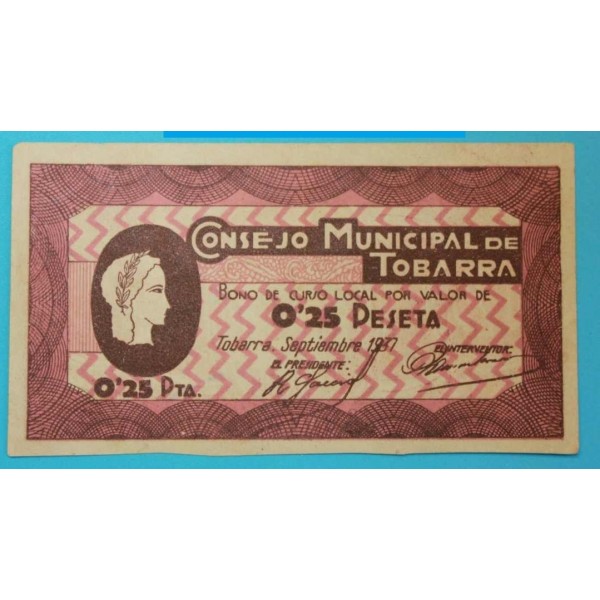 CONSEJO MUNICIPAL DE
TOBARRA
BONO DE CURSO LOCAL POR VALOR DE
0'25 PESETA
Tobarra, Septiembre 1937
EL PRESIDENTE:
EL INTERVENTOR:
0'25 PTA.